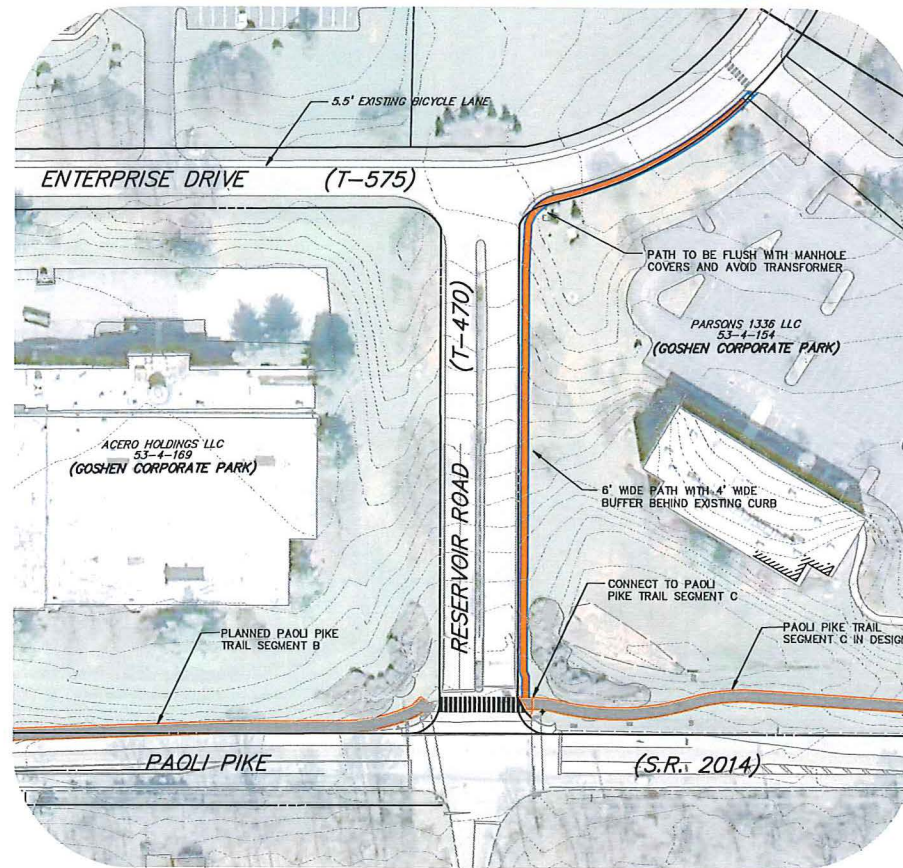 5.5' EXISTING BICYCLE LANE
ENTERPRISE DRIVE (T-575)
PATH TO BE FLUSH WITH MANHOLE
COVERS AND AVOID TRANSFORMER
(T-470)
PARSONS 1336 LLC
53-4-154
(GOSHEN CORPORATE PARK)
ACERO HOLDINGS LLC
53-4-169
(GOSHEN CORPORATE PARK)
6' WIDE PATH WITH 4' WIDE
BUFFER BEHIND EXISTING CURB
RESERVOIR ROAD
CONNECT TO PAOLI
PIKE TRAIL SEGMENT C
PLANNED PAOLI PIKE
TRAIL SEGMENT B
PAOLI PIKE TRAIL
SEGMENT C IN DESIG
PAOLI PIKE (S.R. 2014)